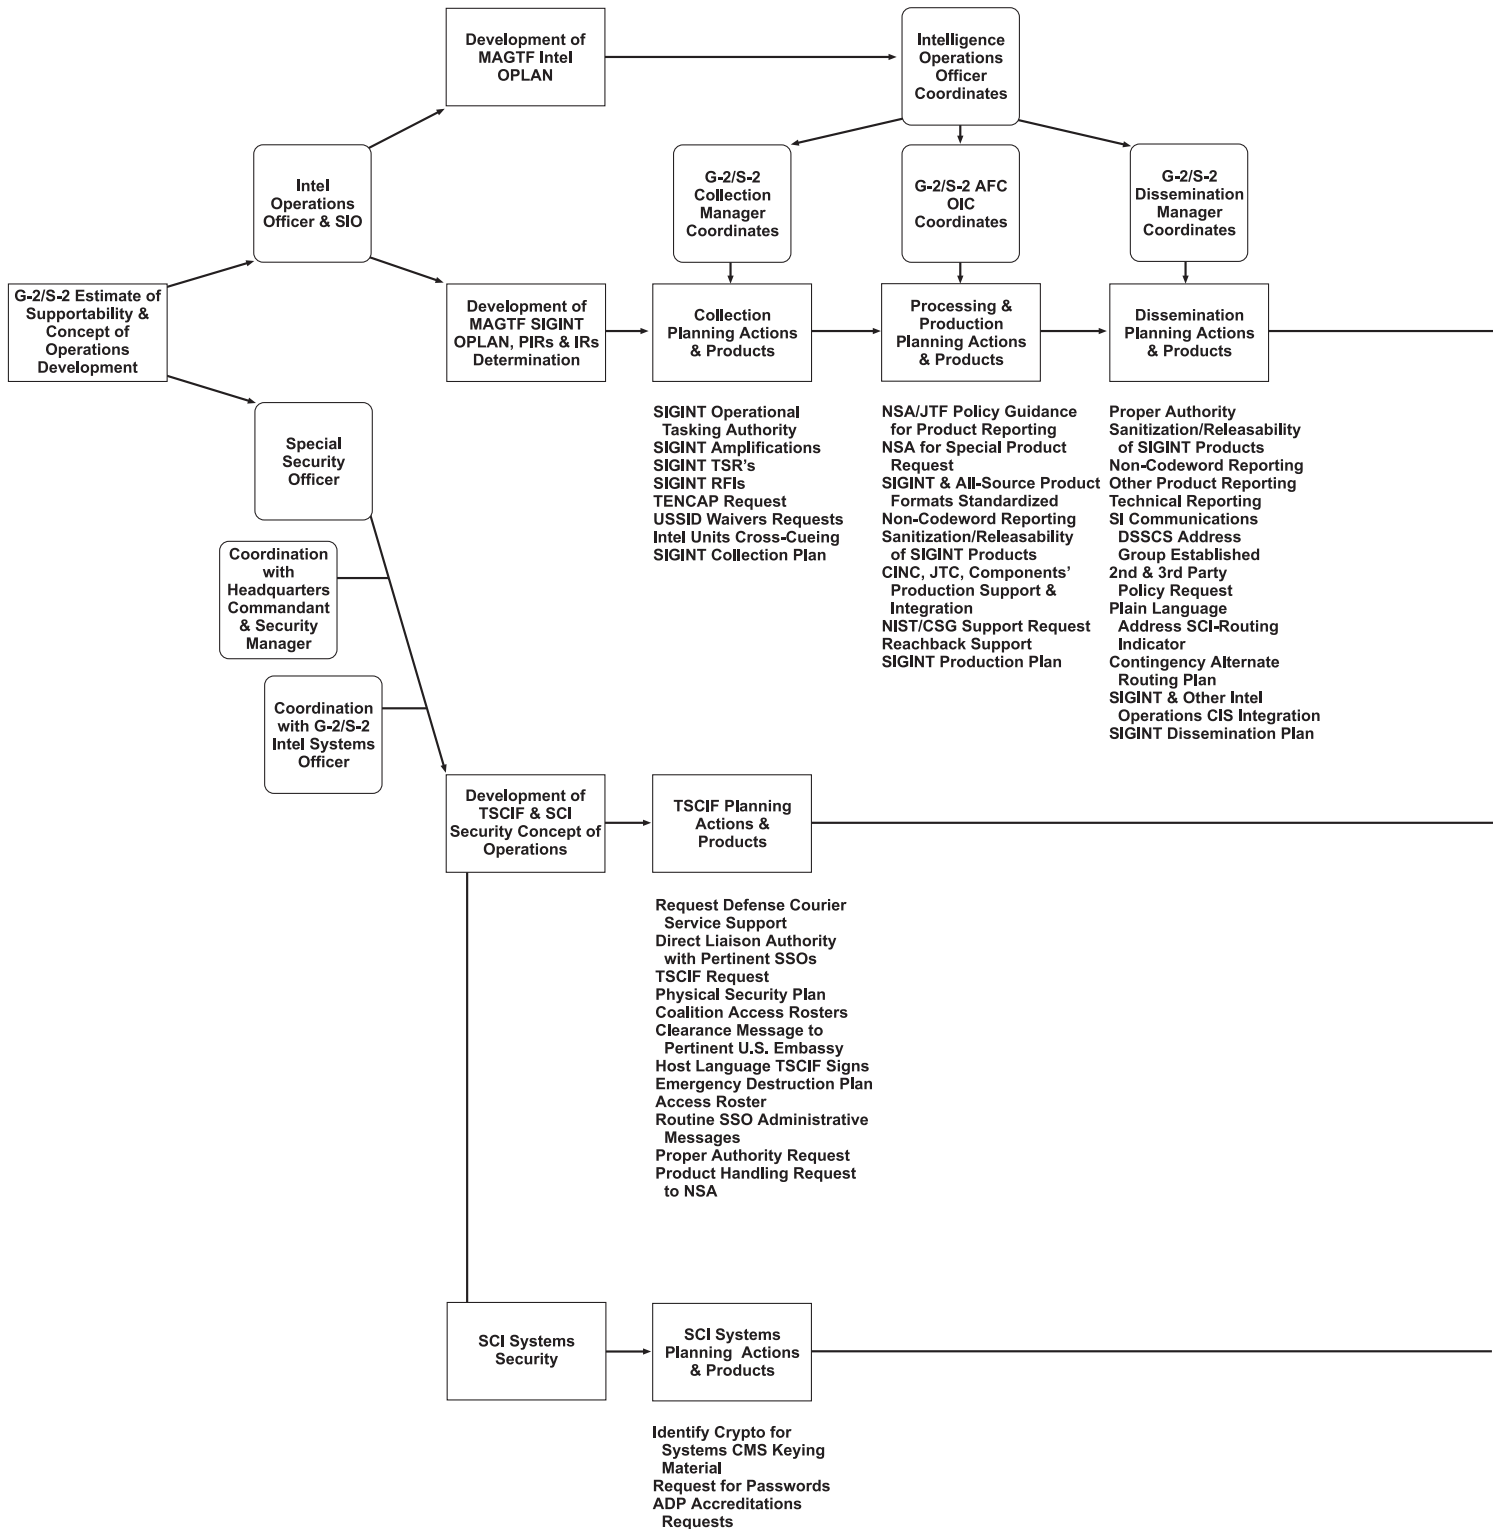 Development of
MAGTF Intel
OPLAN
Intelligence
Operations
Officer
Coordinates
Intel
Operations
Officer & SIO
G-2/S-2
Collection
Manager
Coordinates
G-2/S-2 AFC
OIC
Coordinates
G-2/S-2
Dissemination
Manager
Coordinates
G-2/S-2 Estimate of
Supportability &
Concept of
Operations
Development
Development of
MAGTF SIGINT
OPLAN, PIRs & IRs
Determination
Collection
Planning Actions
& Products
Processing &
Production
Planning Actions
& Products
Dissemination
Planning Actions
& Products
SIGINT Operational
Tasking Authority
SIGINT Amplifications
SIGINT TSR's
SIGINT RFIs
TENCAP Request
USSID Waivers Requests
Intel Units Cross-Cueing
SIGINT Collection Plan
NSA/JTF Policy Guidance
for Product Reporting
NSA for Special Product
Request
SIGINT & All-Source Product
Formats Standardized
Non-Codeword Reporting
Sanitization/Releasability
of SIGINT Products
CINC, JTC, Components’
Production Support &
Integration
NIST/CSG Support Request
Reachback Support
SIGINT Production Plan
Proper Authority
Sanitization/Releasability
of SIGINT Products
Non-Codeword Reporting
Other Product Reporting
Technical Reporting
SI Communications
DSSCS Address
Group Established
2nd & 3rd Party
Policy Request
Plain Language
Address SCI-Routing
Indicator
Contingency Alternate
Routing Plan
SIGINT & Other Intel
Operations CIS Integration
SIGINT Dissemination Plan
Special
Security
Officer
Coordination
with
Headquarters
Commandant
& Security
Manager
Coordination
with G-2/S-2
Intel Systems
Officer
Development of
TSCIF & SCI
Security Concept of
Operations
TSCIF Planning
Actions &
Products
Request Defense Courier
Service Support
Direct Liaison Authority
with Pertinent SSOs
TSCIF Request
Physical Security Plan
Coalition Access Rosters
Clearance Message to
Pertinent U.S. Embassy
Host Language TSCIF Signs
Emergency Destruction Plan
Access Roster
Routine SSO Administrative
Messages
Proper Authority Request
Product Handling Request
to NSA
SCI Systems
Security
SCI Systems
Planning Actions
& Products
Identify Crypto for
Systems CMS Keying
Material
Request for Passwords
ADP Accreditations
Requests